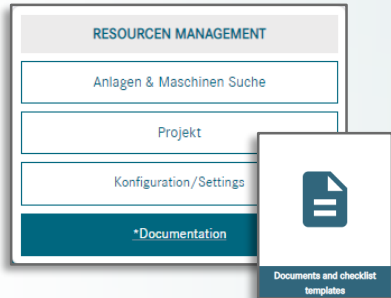 RESOURCEN MANAGEMENT
Anlagen & Maschinen Suche
Projekt
Konfiguration/Settings
*Documentation
Documents and checklist
templates